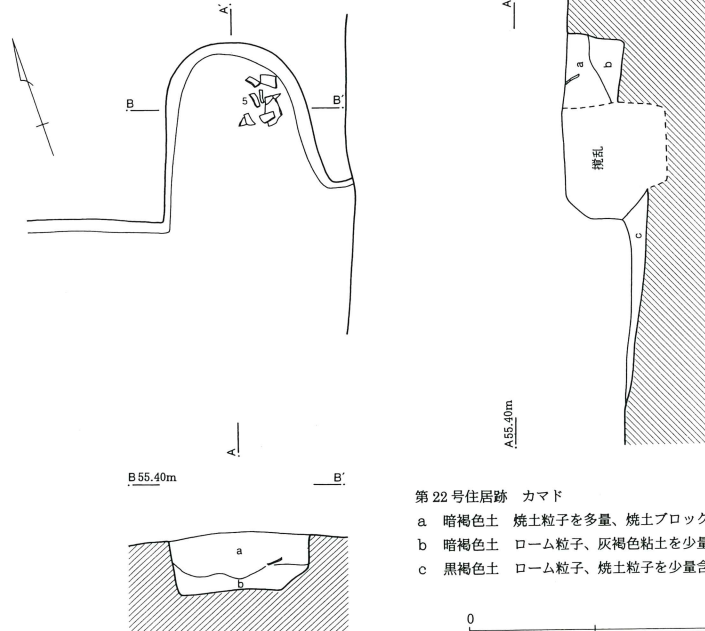 A′
B
B′
5
A
B 55.40m
B′
a
b
A
a
b
撹乱
c
A 55.40m
第22号住居跡 カマド
a 暗褐色土 焼土粒子を多量、焼土ブロック
b 暗褐色土 ローム粒子、灰褐色粘土を少量
c 黒褐色土 ローム粒子、焼土粒子を少量含
0